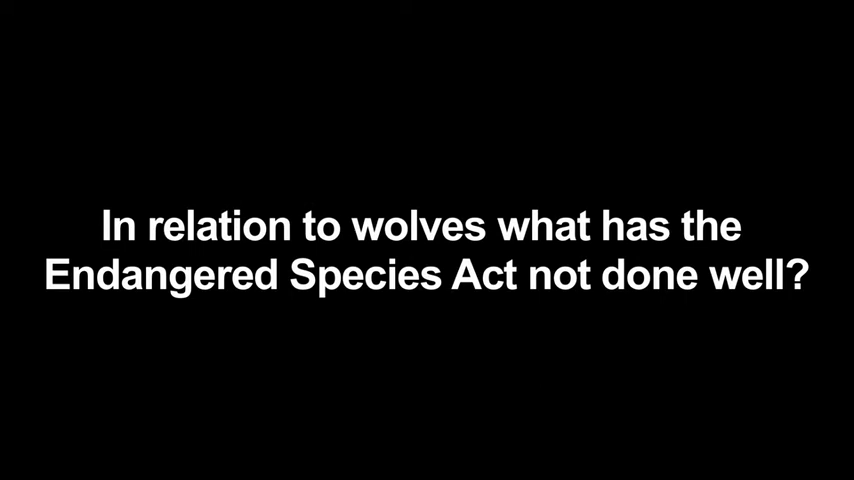 In relation to wolves what has the
Endangered Species Act not done well?